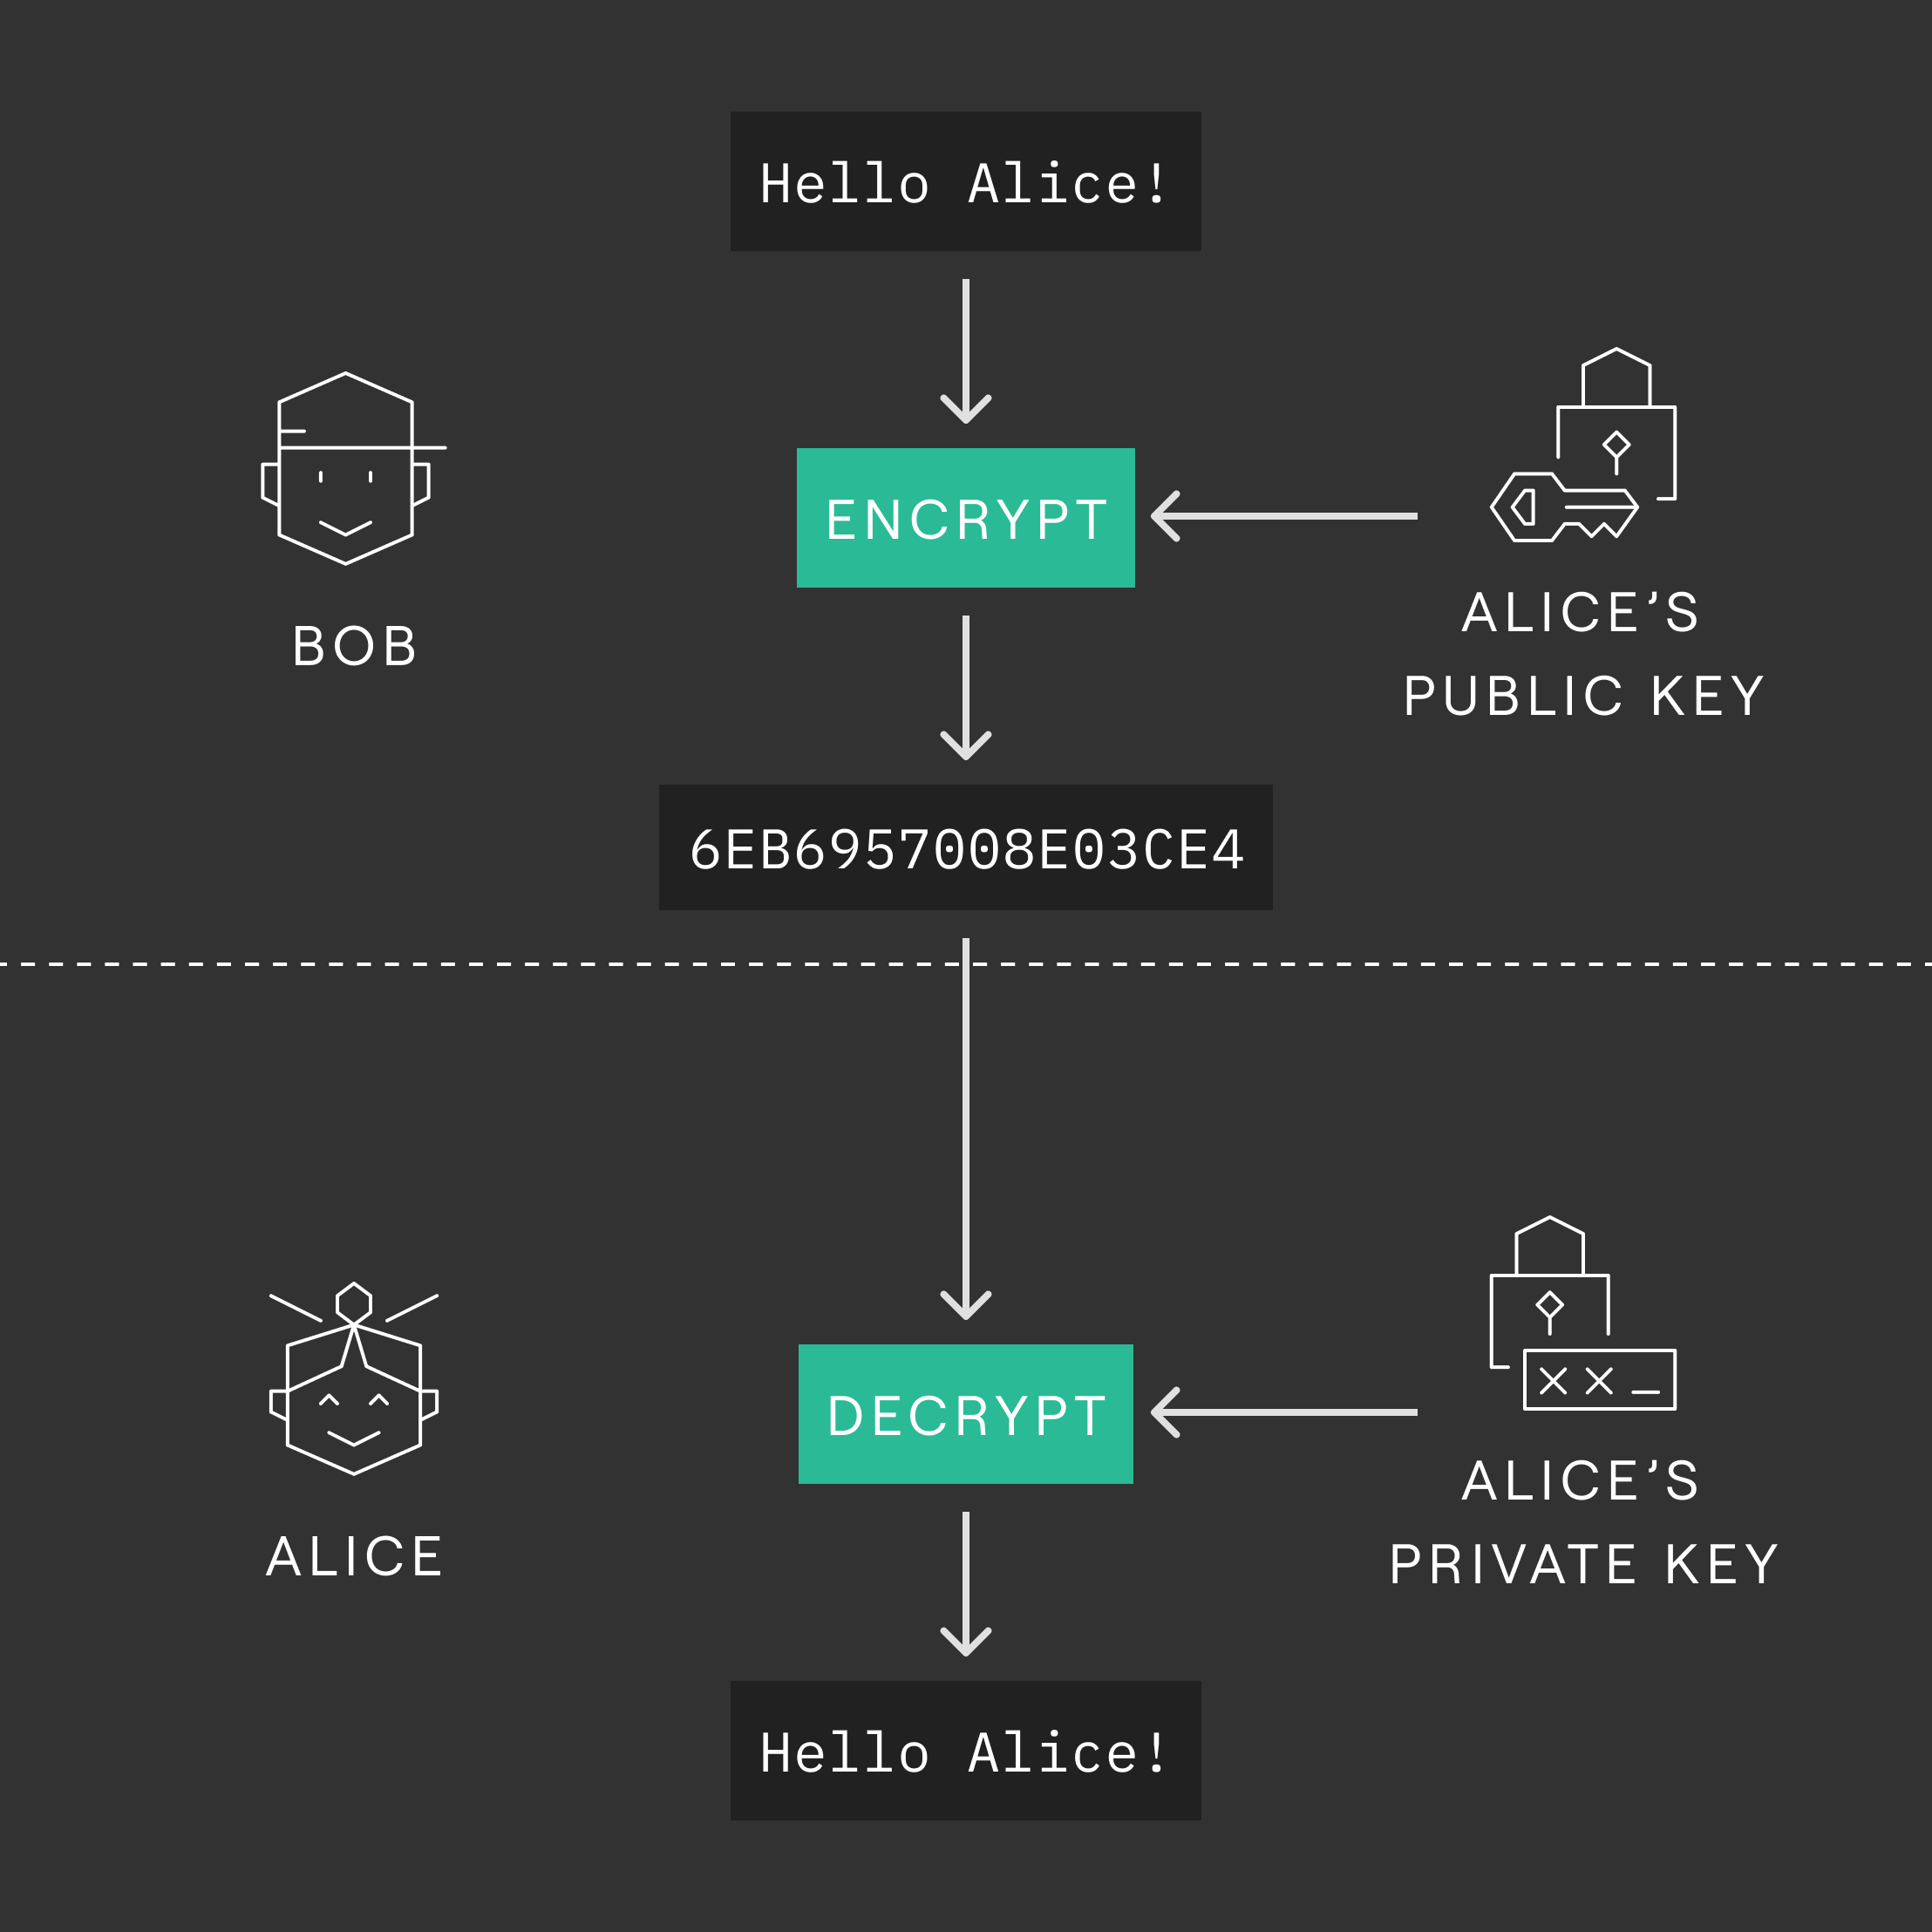 Hello Alice!
ENCRYPT
BOB
ALICE’S
PUBLIC KEY
6EB6957008E03CE4
DECRYPT
ALICE
ALICE’S
PRIVATE KEY
Hello Alice!